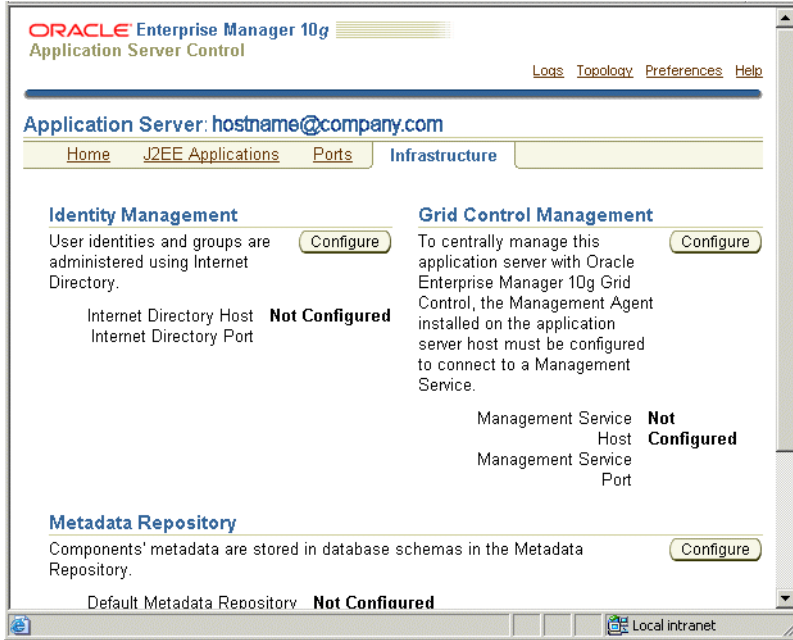 ORACLE Enterprise Manager 10g
Application Server Control
Logs Topology Preferences Help
Application Server: hostname@company.com
Home J2EE Applications Ports Infrastructure
Identity Management
User identities and groups are
administered using Internet
Directory.
Configure
Internet Directory Host Not Configured
Internet Directory Port
Grid Control Management
To centrally manage this
application server with Oracle
Enterprise Manager 10g Grid
Control, the Management Agent
installed on the application
server host must be configured
to connect to a Management
Service.
Configure
Management Service Not
Host Configured
Management Service
Port
Metadata Repository
Components' metadata are stored in database schemas in the Metadata
Repository.
Configure
Default Metadata Repository Not Configured
Local intranet